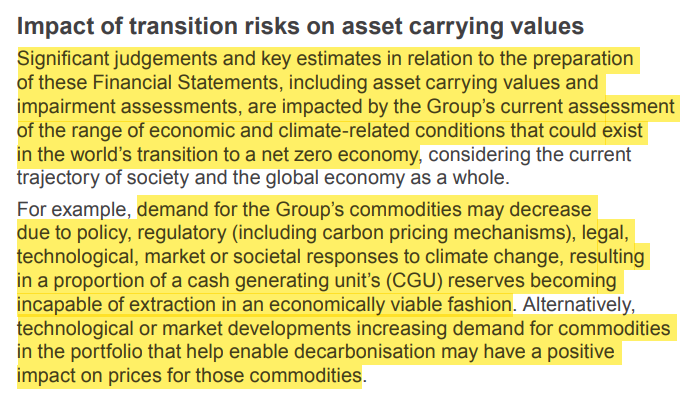 Impact of transition risks on asset carrying values
Significant judgements and key estimates in relation to the preparation
of these Financial Statements, including asset carrying values and
impairment assessments, are impacted by the Group's current assessment
of the range of economic and climate-related conditions that could exist
in the world's transition to a net zero economy, considering the current
trajectory of society and the global economy as a whole.
For example, demand for the Group's commodities may decrease
due to policy, regulatory (including carbon pricing mechanisms), legal,
technological, market or societal responses to climate change, resulting
in a proportion of a cash generating unit's (CGU) reserves becoming
incapable of extraction in an economically viable fashion. Alternatively,
technological or market developments increasing demand for commodities
in the portfolio that help enable decarbonisation may have a positive
impact on prices for those commodities.